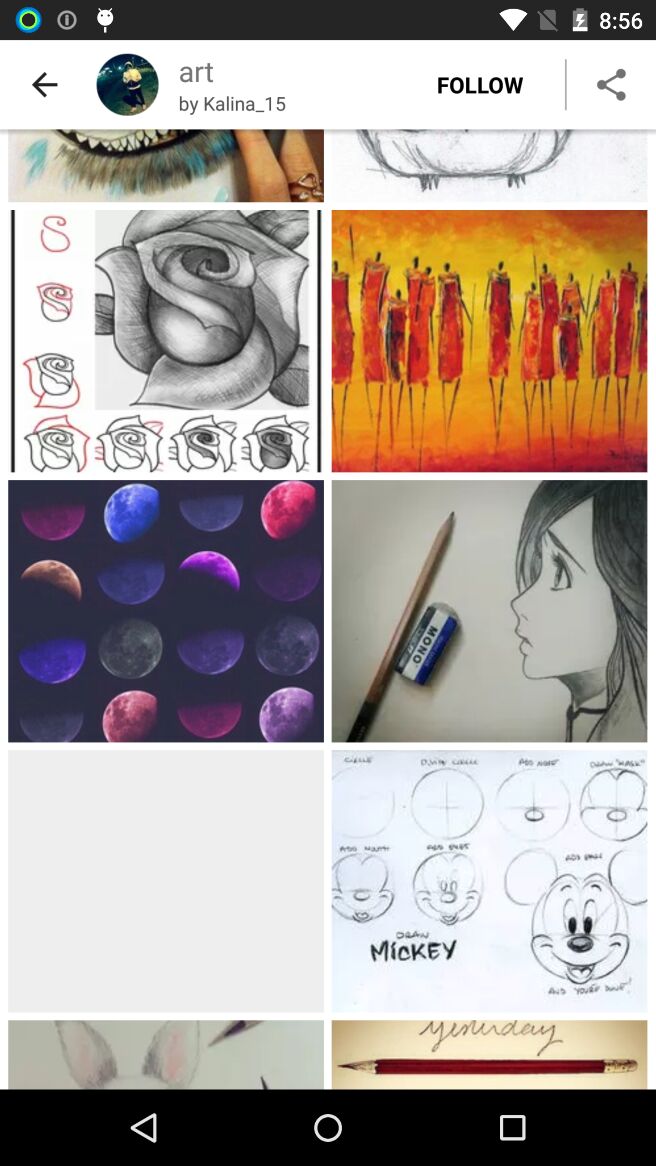 8:56
art
by Kalina_15
FOLLOW
MONO
CIRCLE
DIVIDE CIRCLE
ADD NOSE
DRAW "MASK"
ADD MOUTH
ADD EYES
ADD EARS
DRAW
MICKEY
AND YOU'RE DONE!
yesterday